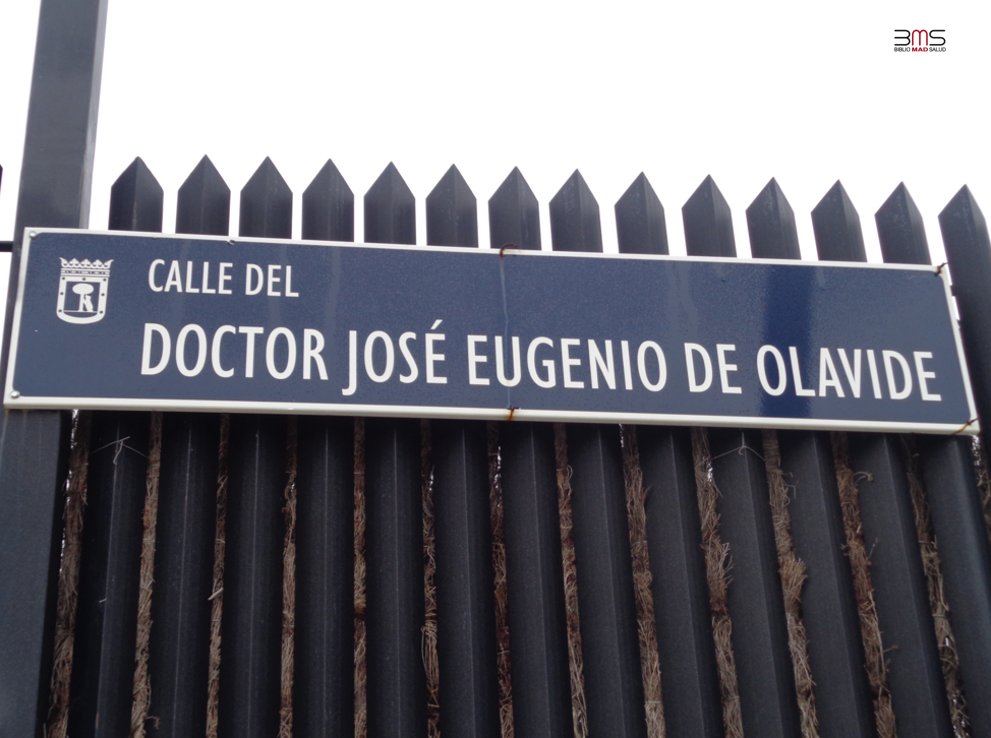 BMS
BIBLIO MAD SALUD
CALLE DEL
DOCTOR JOSÉ EUGENIO DE OLAVIDE